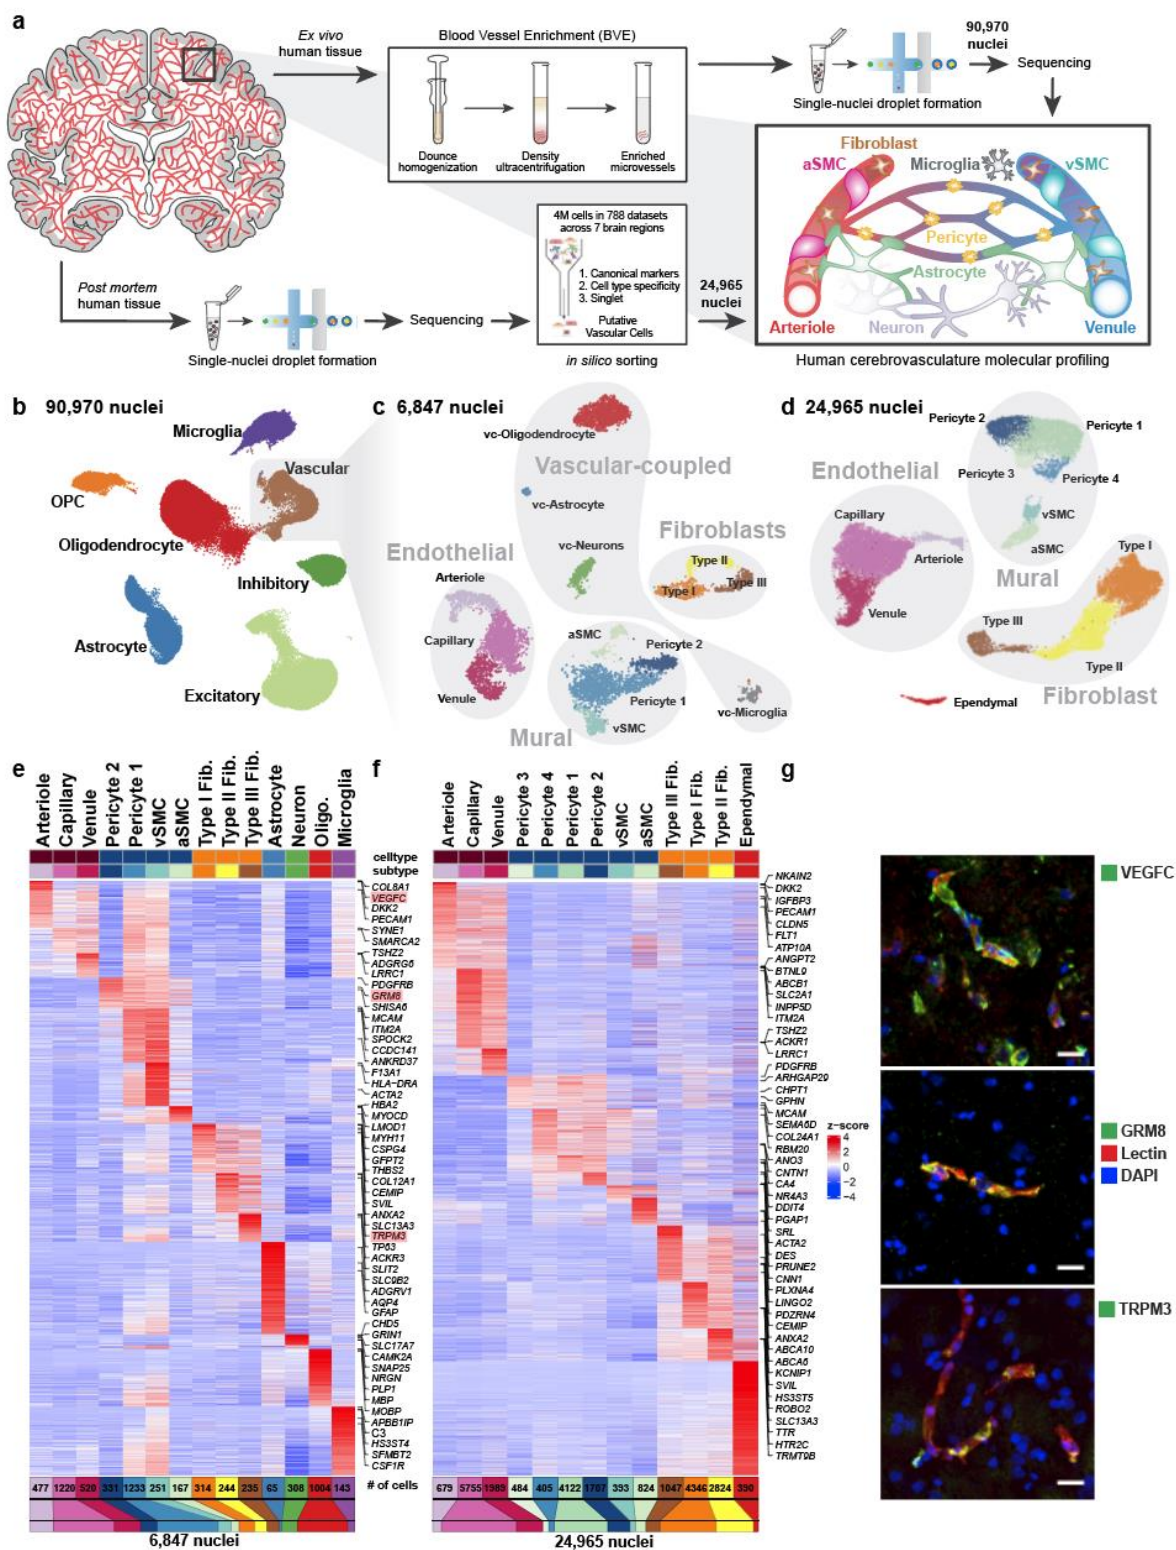 a
Ex vivo
human tissue
Blood Vessel Enrichment (BVE)
Dounce
homogenization
Density
ultracentrifugation
Enriched
microvessels
90,970
nuclei
Sequencing
Single-nuclei droplet formation
Post mortem
human tissue
Single-nuclei droplet formation
Sequencing
4M cells in 788 datasets
across 7 brain regions
1. Canonical markers
2. Cell type specificity
3. Singlet
Putative
Vascular Cells
in silico sorting
24,965
nuclei
Fibroblast
aSMC
Microglia
vSMC
Pericyte
Astrocyte
Arteriole
Neuron
Venule
Human cerebrovasculature molecular profiling
b 90,970 nuclei
Microglia
Vascular
OPC
Oligodendrocyte
Inhibitory
Astrocyte
Excitatory
c 6,847 nuclei
vc-Oligodendrocyte
Vascular-coupled
vc-Astrocyte
vc-Neurons
Fibroblasts
Type II
Type I
Type III
Endothelial
Arteriole
Capillary
Venule
aSMC
Pericyte 2
Pericyte 1
vSMC
Mural
vc-Microglia
d 24,965 nuclei
Pericyte 2
Pericyte 1
Pericyte 3
Pericyte 4
vSMC
aSMC
Mural
Endothelial
Capillary
Arteriole
Venule
Type I
Type III
Type II
Fibroblast
Ependymal
e
Arteriole
Capillary
Venule
Pericyte 2
Pericyte 1
vSMC
aSMC
Type I Fib.
Type II Fib.
Type III Fib.
Astrocyte
Neuron
Oligo.
Microglia
celltype
subtype
COL8A1
VEGFC
DKK2
PECAM1
SYNE1
SMARCA2
TSHZ2
ADGRG6
LRRC1
PDGFRB
GRM8
SHISA6
MCAM
ITM2A
SPOCK2
CCDC141
ANKRD37
F13A1
HLA-DRA
ACTA2
HBA2
MYOCD
LMOD1
MYH11
CSPG4
GFPT2
THBS2
COL12A1
CEMIP
SVIL
ANXA2
SLC13A3
TRPM3
TP63
ACKR3
SLIT2
SLC9B2
ADGRV1
AQP4
GFAP
CHD5
GRIN1
SLC17A7
CAMK2A
SNAP25
NRGN
PLP1
MBP
MOBP
APBB1IP
C3
HS3ST4
SFMBT2
CSF1R
# of cells
477 1220 520 331 1233 251 167 314 244 235 65 308 1004 143
6,847 nuclei
f
Arteriole
Capillary
Venule
Pericyte 3
Pericyte 4
Pericyte 1
Pericyte 2
vSMC
aSMC
Type III Fib.
Type I Fib.
Type II Fib.
Ependymal
NKAIN2
DKK2
IGFBP3
PECAM1
CLDN5
FLT1
ATP10A
ANGPT2
BTNL9
ABCB1
SLC2A1
INPP5D
ITM2A
TSHZ2
ACKR1
LRRC1
PDGFRB
ARHGAP29
CHPT1
GPHN
MCAM
SEMA6D
COL24A1
RBM20
ANO3
CNTN1
CA4
NR4A3
DDIT4
PGAP1
SRL
ACTA2
DES
PRUNE2
CNN1
PLXNA4
LINGO2
PDZRN4
CEMIP
ANXA2
ABCA10
ABCA6
KCNIP1
SVIL
HS3ST5
ROBO2
SLC13A3
TTR
HTR2C
TRMT9B
z-score
4
2
0
−2
−4
679 5755 1989 484 405 4122 1707 393 824 1047 4346 2824 390
24,965 nuclei
g
VEGFC
GRM8
Lectin
DAPI
TRPM3